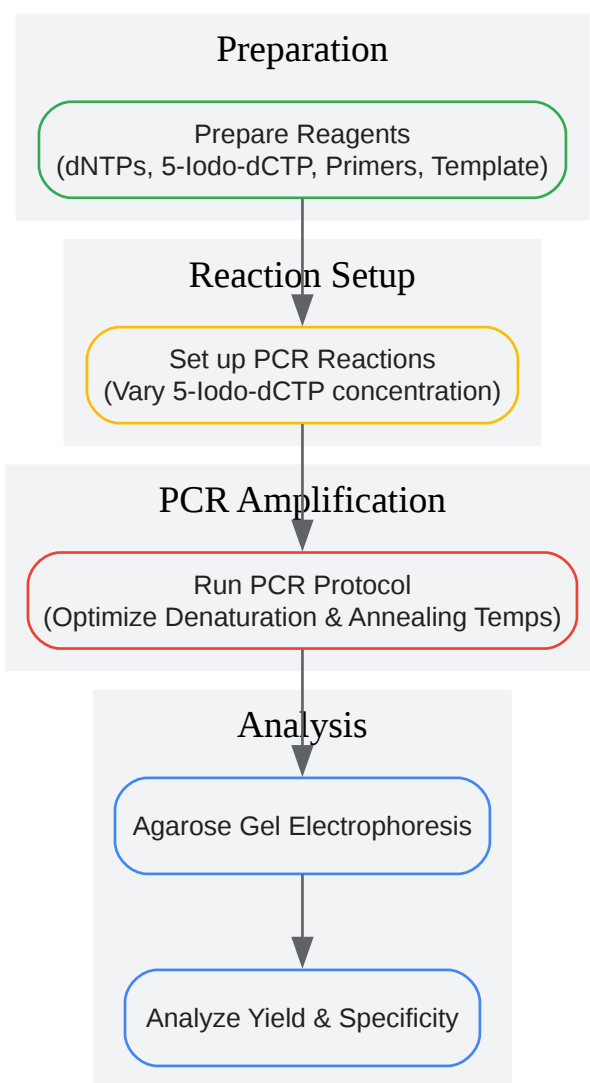 Preparation
Prepare Reagents
(dNTPs, 5-Iodo-dCTP, Primers, Template)
Reaction Setup
Set up PCR Reactions
(Vary 5-Iodo-dCTP concentration)
PCR Amplification
Run PCR Protocol
(Optimize Denaturation & Annealing Temps)
Analysis
Agarose Gel Electrophoresis
Analyze Yield & Specificity